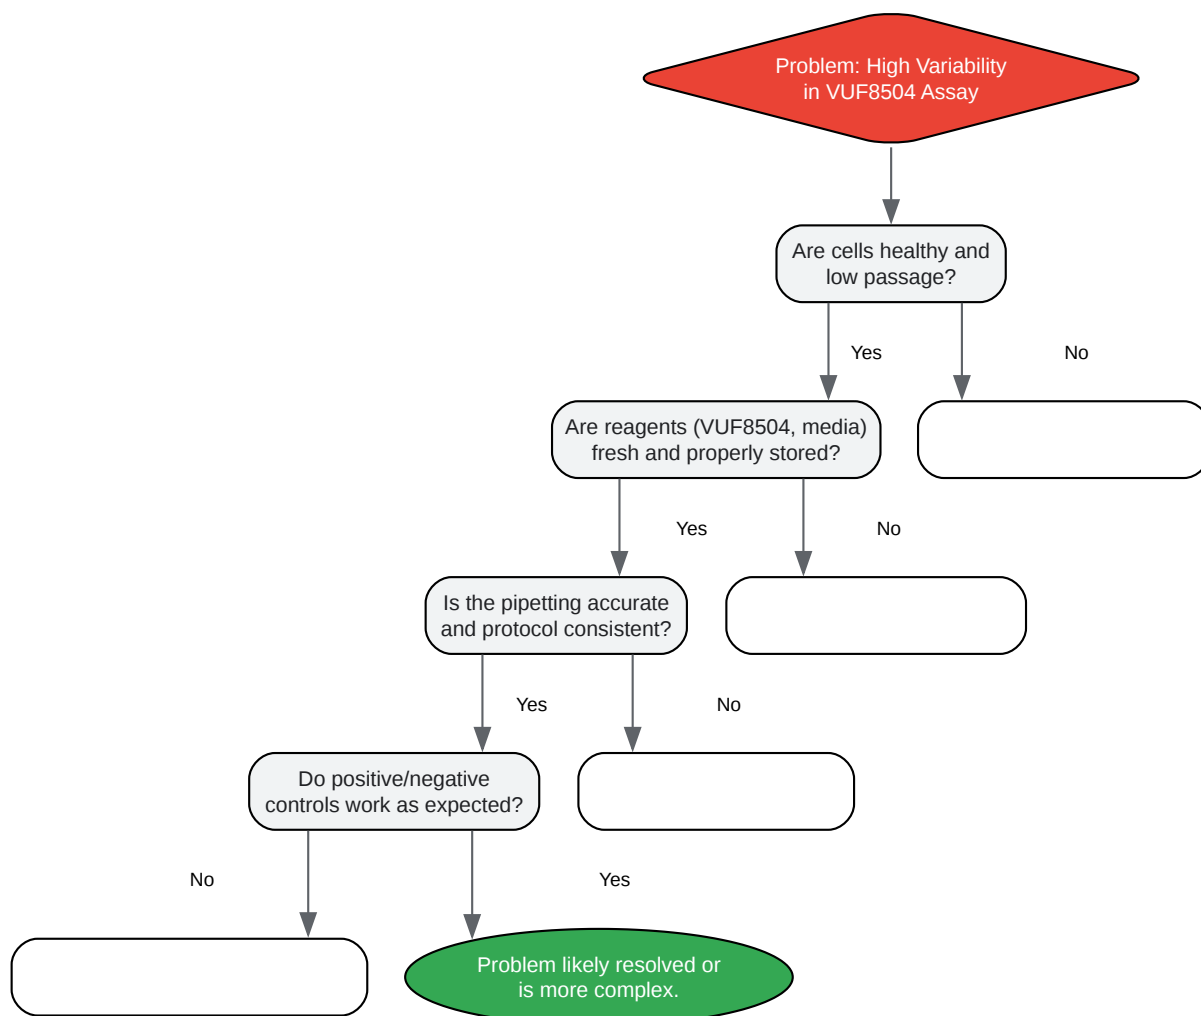 Problem: High Variability
in VUF8504 Assay
Are cells healthy and
low passage?
Yes
No
Are reagents (VUF8504, media)
fresh and properly stored?
Yes
No
Is the pipetting accurate
and protocol consistent?
Yes
No
Do positive/negative
controls work as expected?
No
Yes
Problem likely resolved or
is more complex.